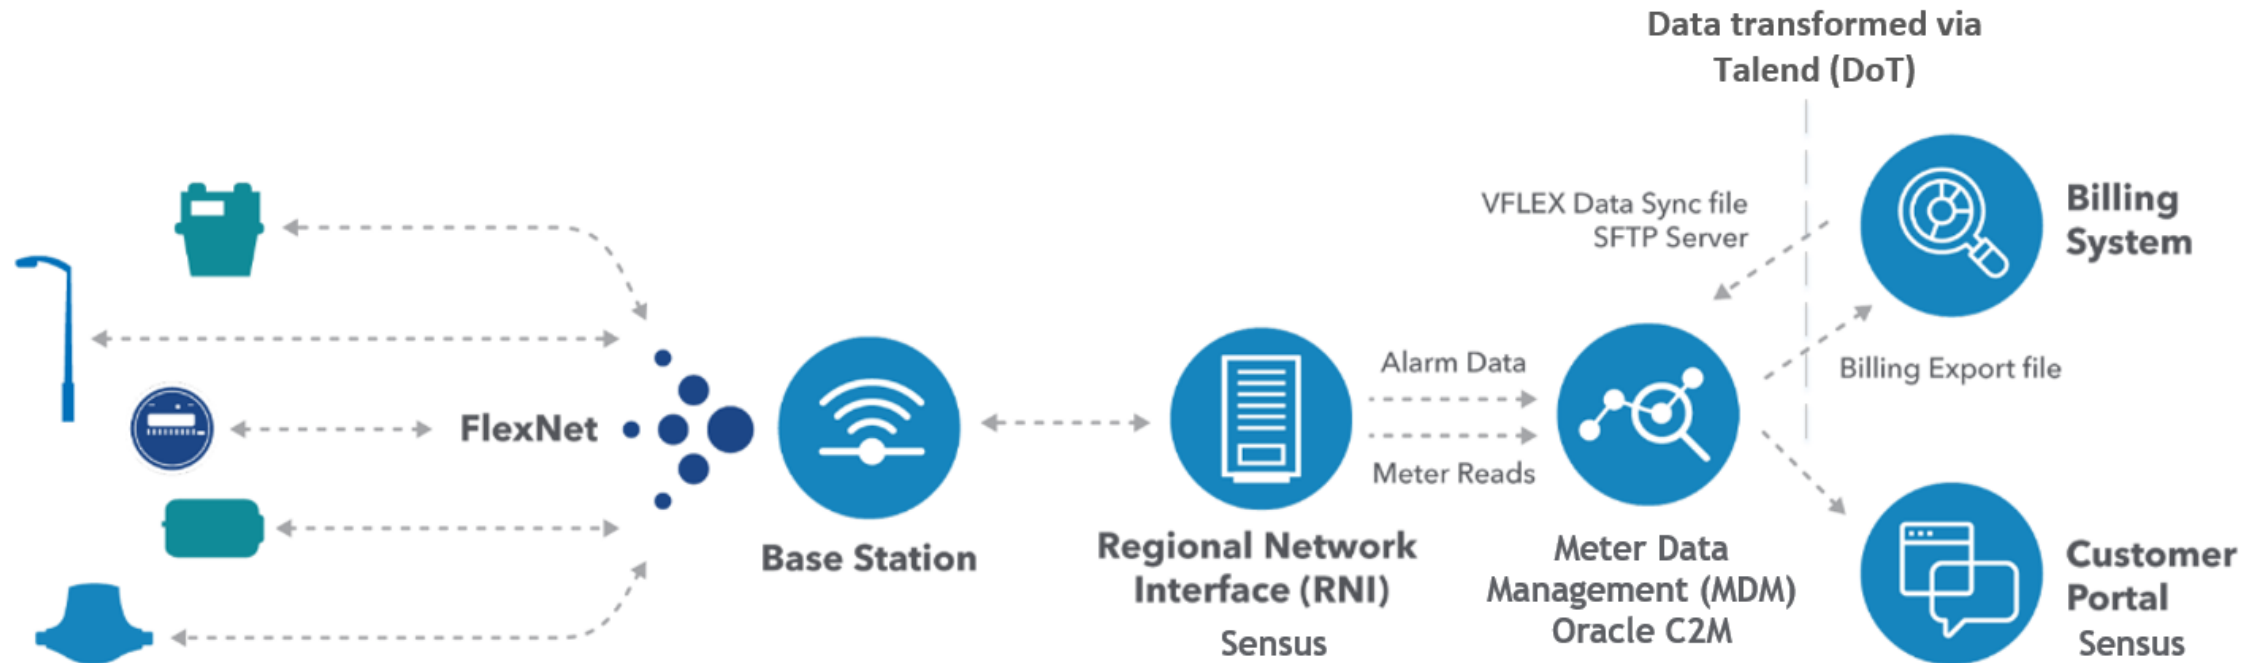 Data transformed via
Talend (DoT)
VFLEX Data Sync file
SFTP Server
Billing
System
FlexNet
Alarm Data
Billing Export file
Meter Reads
Base Station
Regional Network
Interface (RNI)
Sensus
Meter Data
Management (MDM)
Oracle C2M
Customer
Portal
Sensus